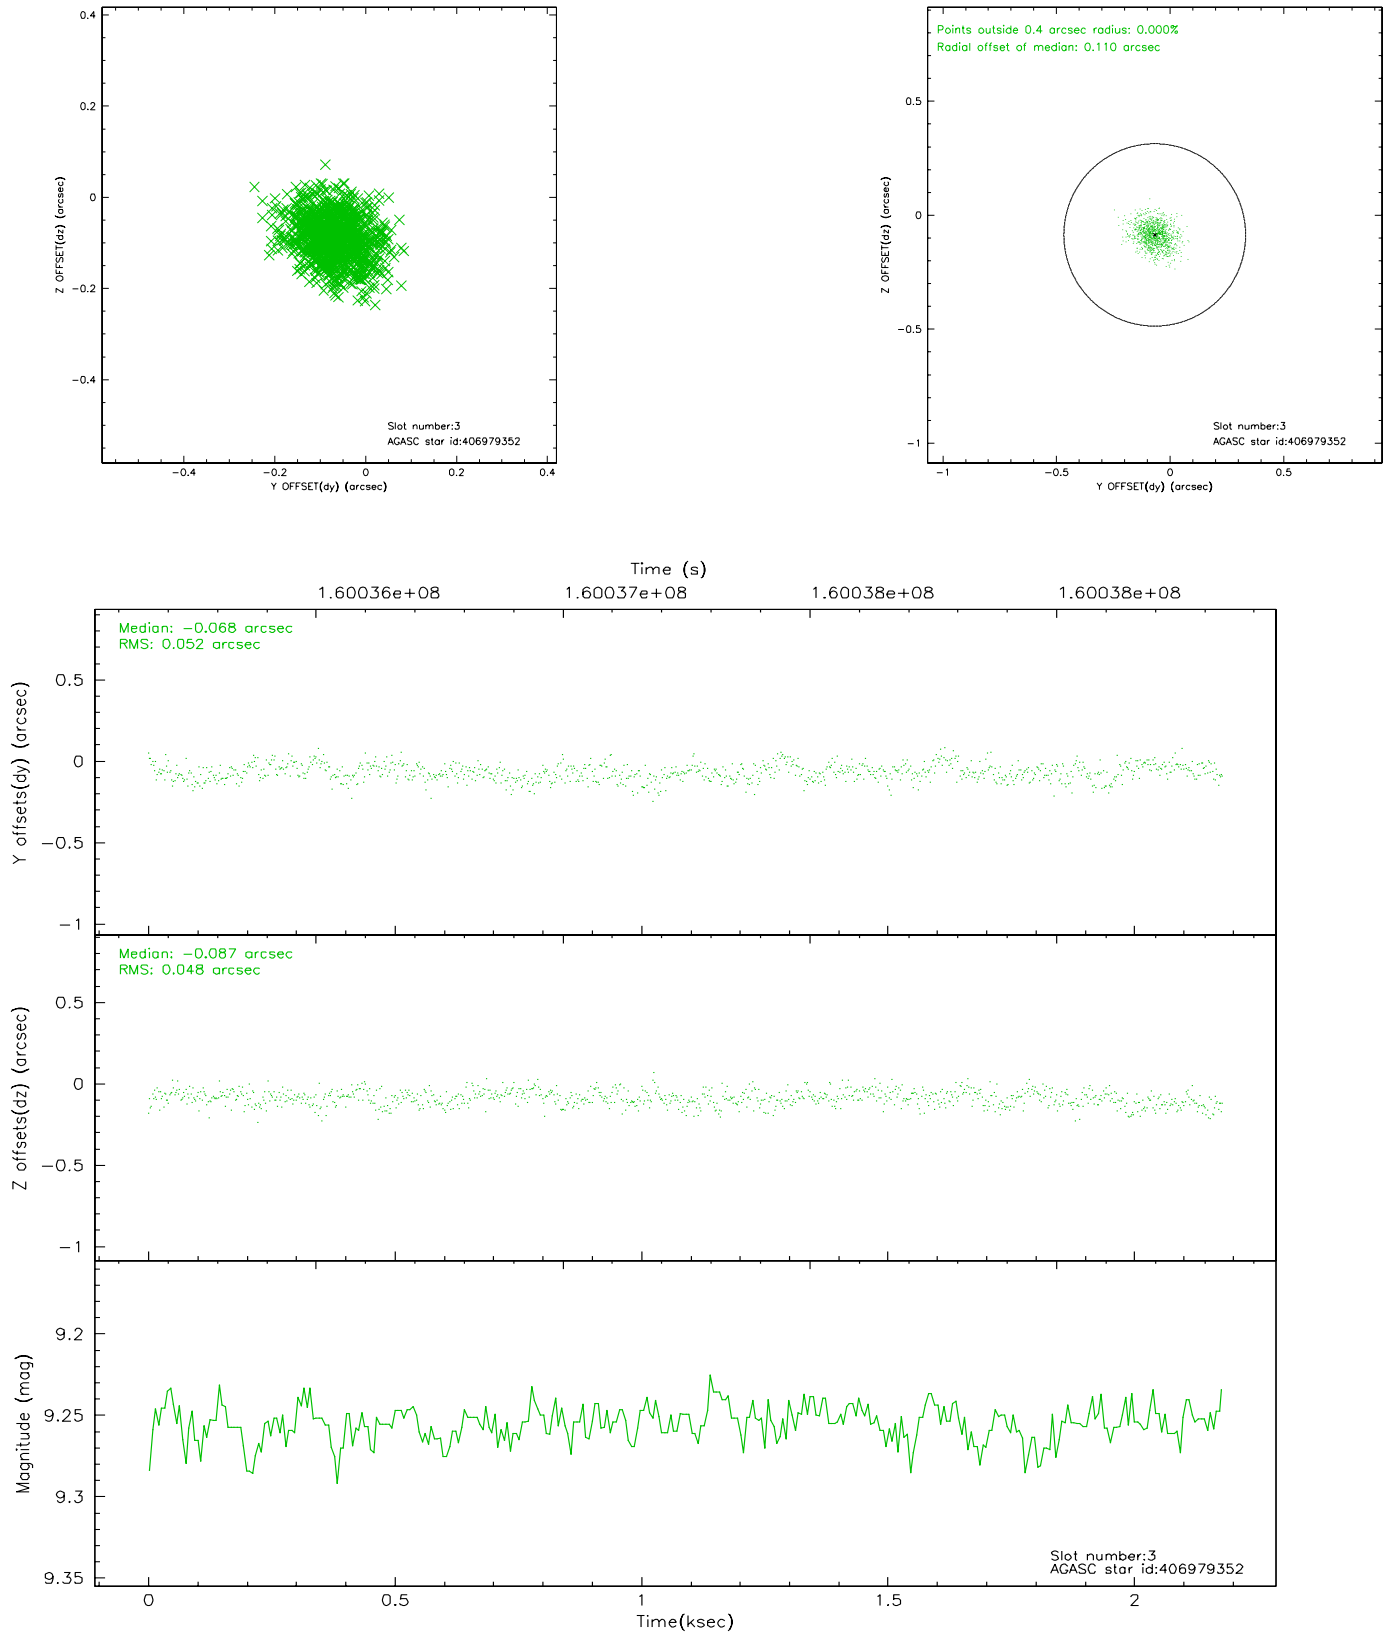 0.4
0.2
0
-0.2
-0.4
Z OFFSET(dz) (arcsec)
Slot number:3
AGASC star id:406979352
-0.4 -0.2 0 0.2 0.4
Y OFFSET(dy) (arcsec)
Points outside 0.4 arcsec radius: 0.000%
Radial offset of median: 0.110 arcsec
0.5
0
-0.5
-1
Z OFFSET(dz) (arcsec)
Slot number:3
AGASC star id:406979352
-1 -0.5 0 0.5
Y OFFSET(dy) (arcsec)
Time (s)
1.60036e+08 1.60037e+08 1.60038e+08 1.60038e+08
Median: -0.068 arcsec
RMS: 0.052 arcsec
0.5
0
-0.5
-1
Y offsets(dy) (arcsec)
Median: -0.087 arcsec
RMS: 0.048 arcsec
0.5
0
-0.5
-1
Z offsets(dz) (arcsec)
9.2
9.25
9.3
9.35
Magnitude (mag)
Slot number:3
AGASC star id:406979352
0 0.5 1 1.5 2
Time(ksec)